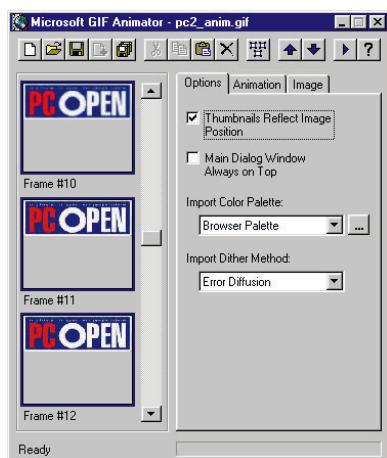 Microsoft GIF Animator - pc2_anim.gif
Options
Animation
Image
PC OPEN
Frame #10
PC OPEN
Frame #11
PC OPEN
Frame #12
Thumbnails Reflect Image
Position
Main Dialog Window
Always on Top
Import Color Palette:
Browser Palette
...
Import Dither Method:
Error Diffusion
Ready